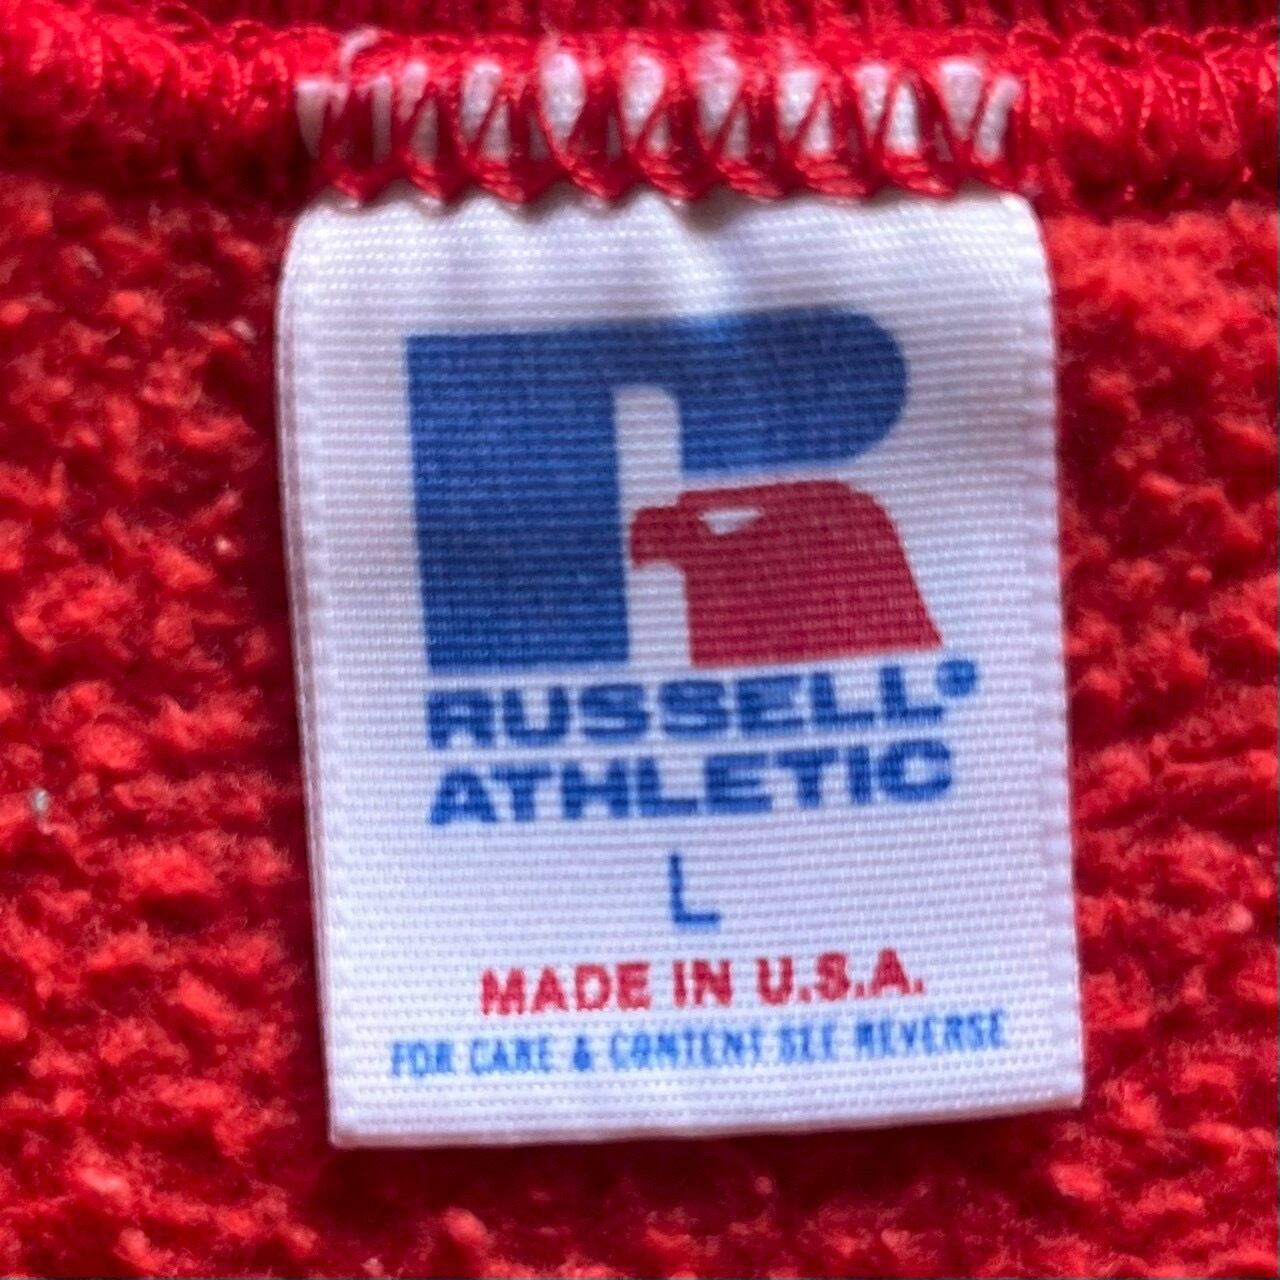 RUSSELL®
ATHLETIC
L
MADE IN U.S.A.
FOR CARE & CONTENT SEE REVERSE